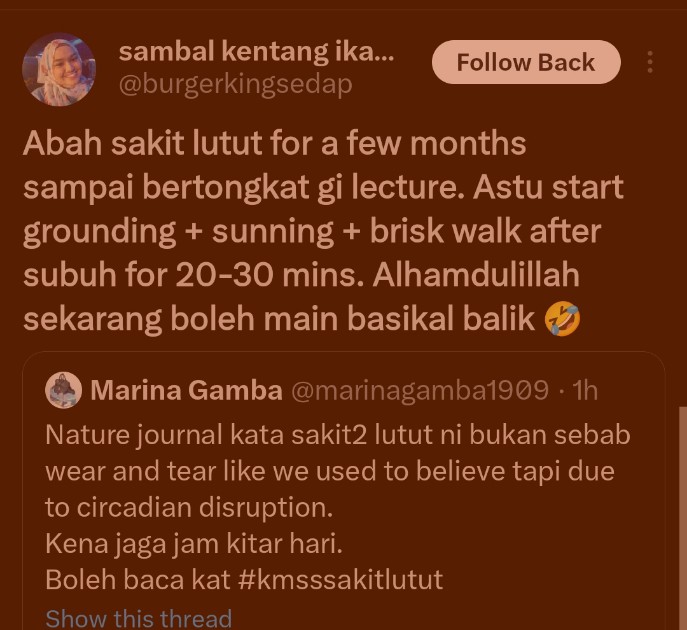 sambal kentang ika...
Follow Back
@burgerkingsedap
Abah sakit lutut for a few months
sampai bertongkat gi lecture. Astu start
grounding + sunning + brisk walk after
subuh for 20-30 mins. Alhamdulillah
sekarang boleh main basikal balik 🤣
Marina Gamba @marinagamba1909 · 1h
Nature journal kata sakit2 lutut ni bukan sebab
wear and tear like we used to believe tapi due
to circadian disruption.
Kena jaga jam kitar hari.
Boleh baca kat #kmsssakitlutut
Show this thread